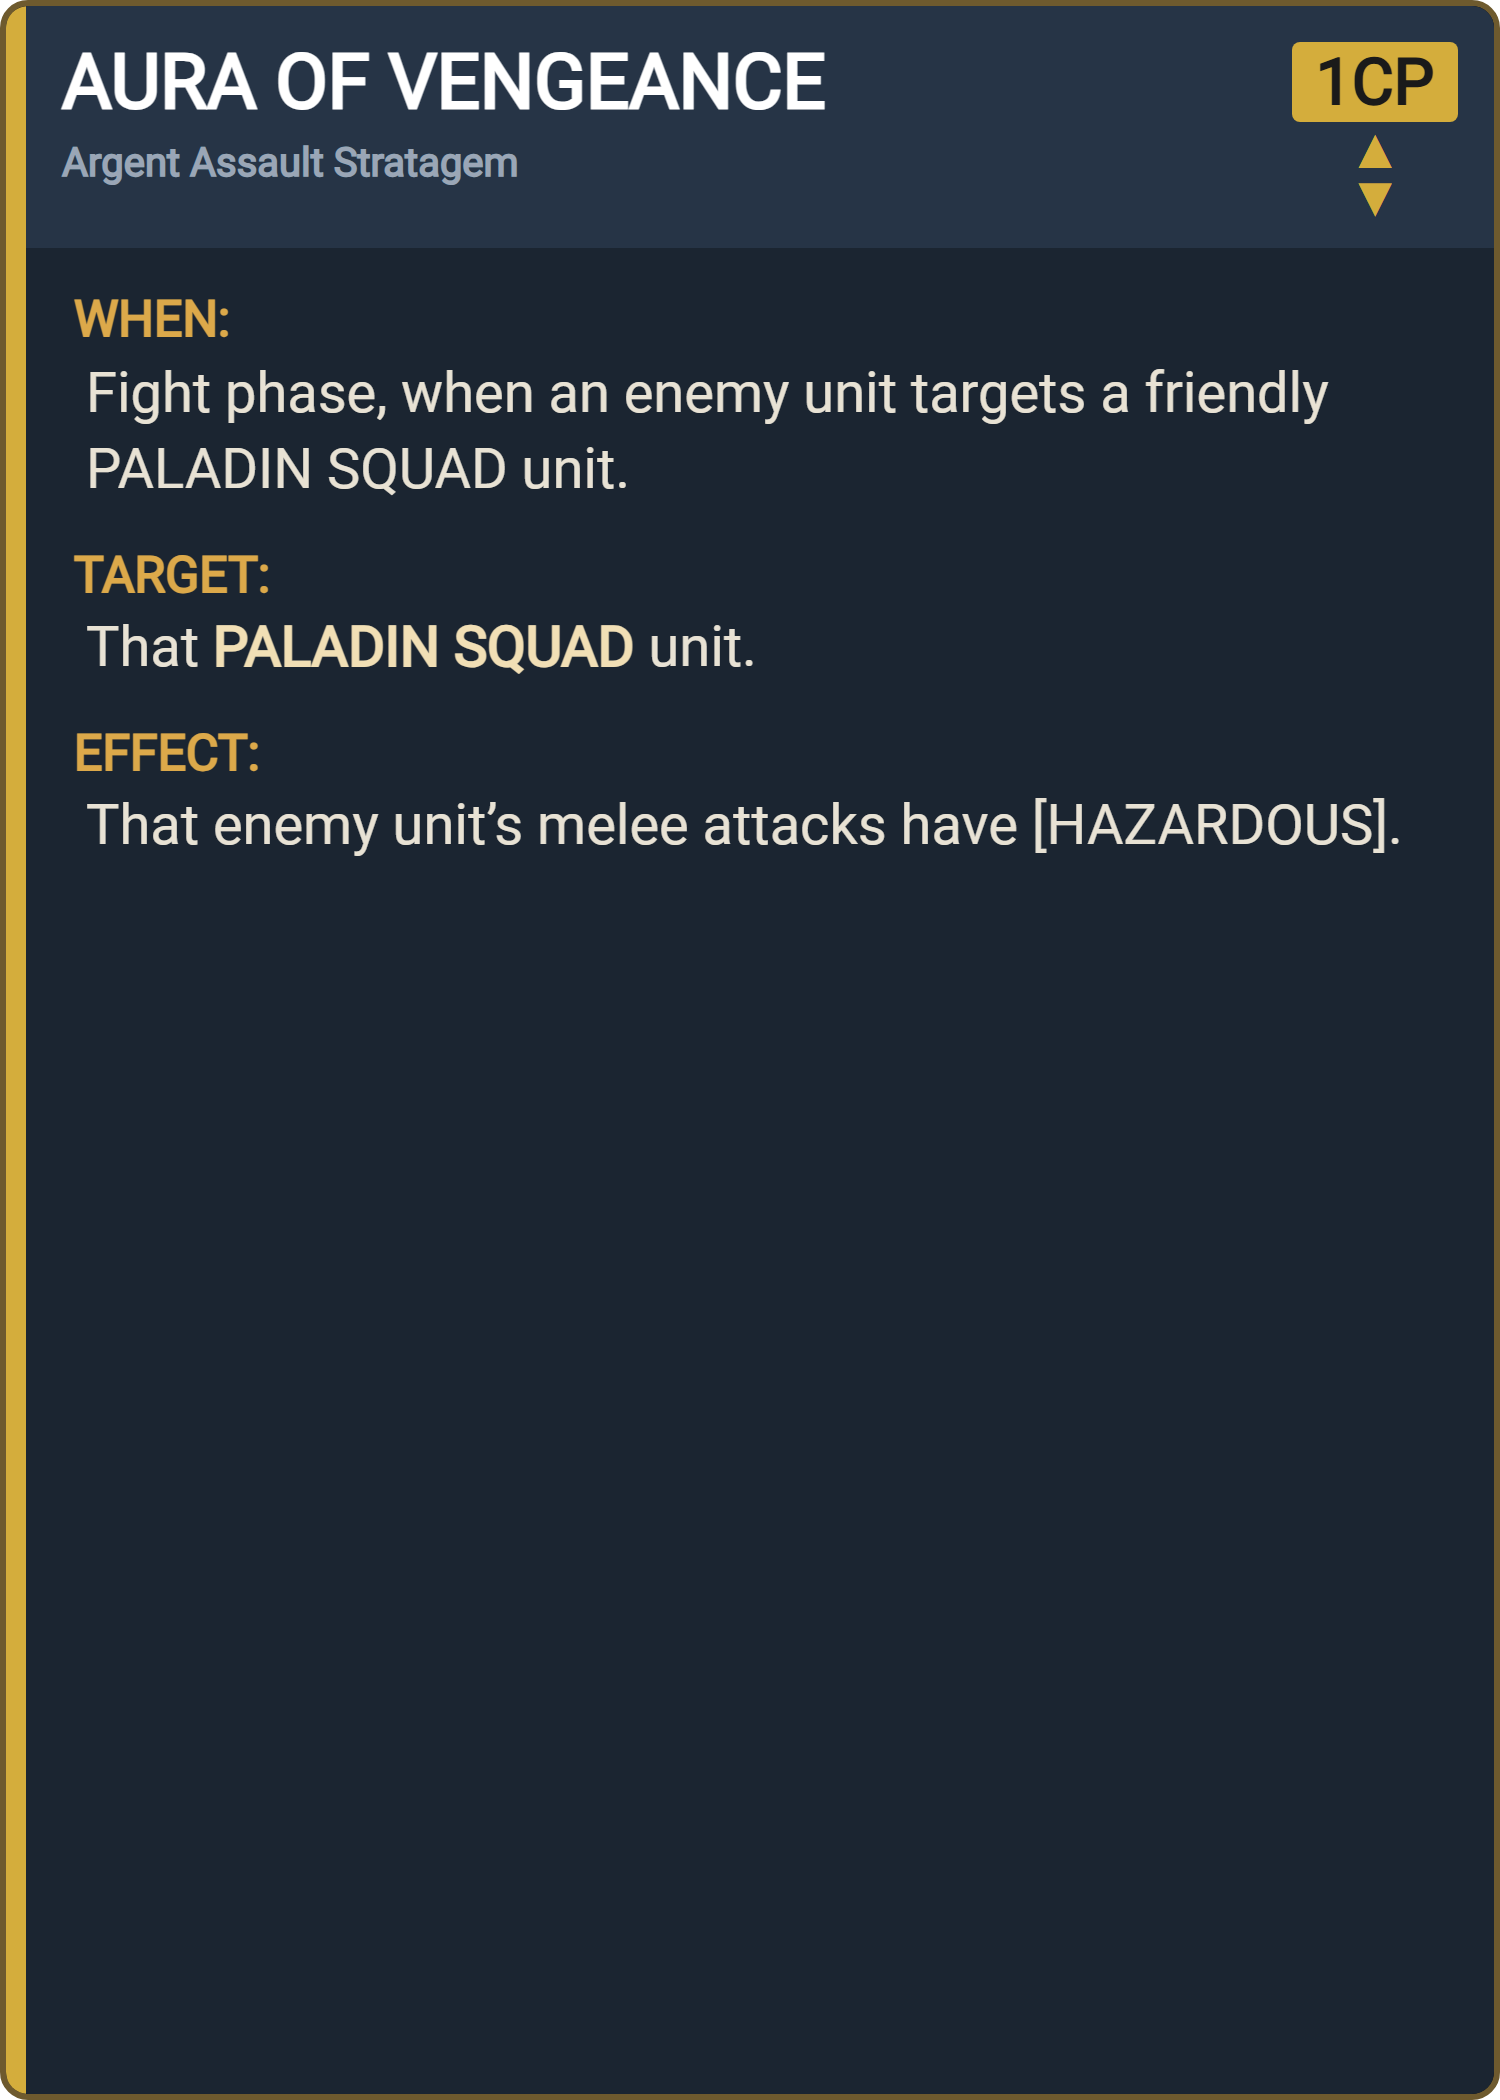 AURA OF VENGEANCE
Argent Assault Stratagem
1CP
▲
▼
WHEN:
Fight phase, when an enemy unit targets a friendly
PALADIN SQUAD unit.
TARGET:
That PALADIN SQUAD unit.
EFFECT:
That enemy unit’s melee attacks have [HAZARDOUS].